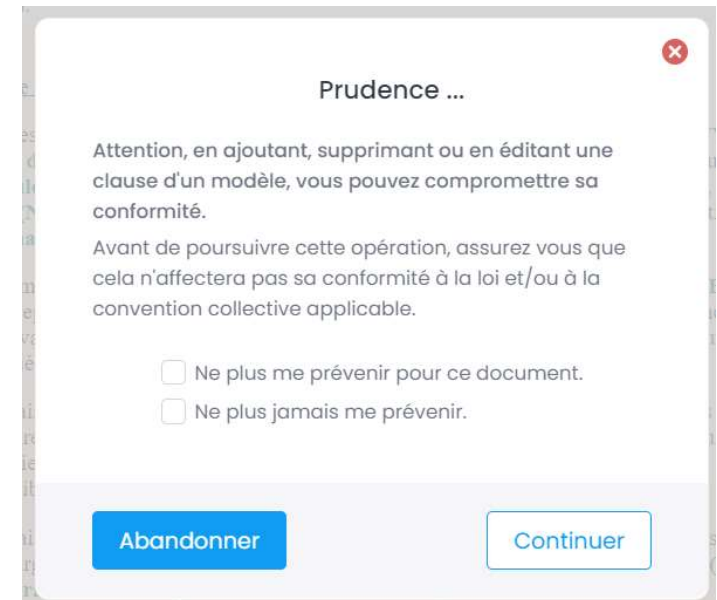 Prudence ...
Attention, en ajoutant, supprimant ou en éditant une
clause d'un modèle, vous pouvez compromettre sa
conformité.
Avant de poursuivre cette opération, assurez vous que
cela n'affectera pas sa conformité à la loi et/ou à la
convention collective applicable.
Ne plus me prévenir pour ce document.
Ne plus jamais me prévenir.
Abandonner
Continuer